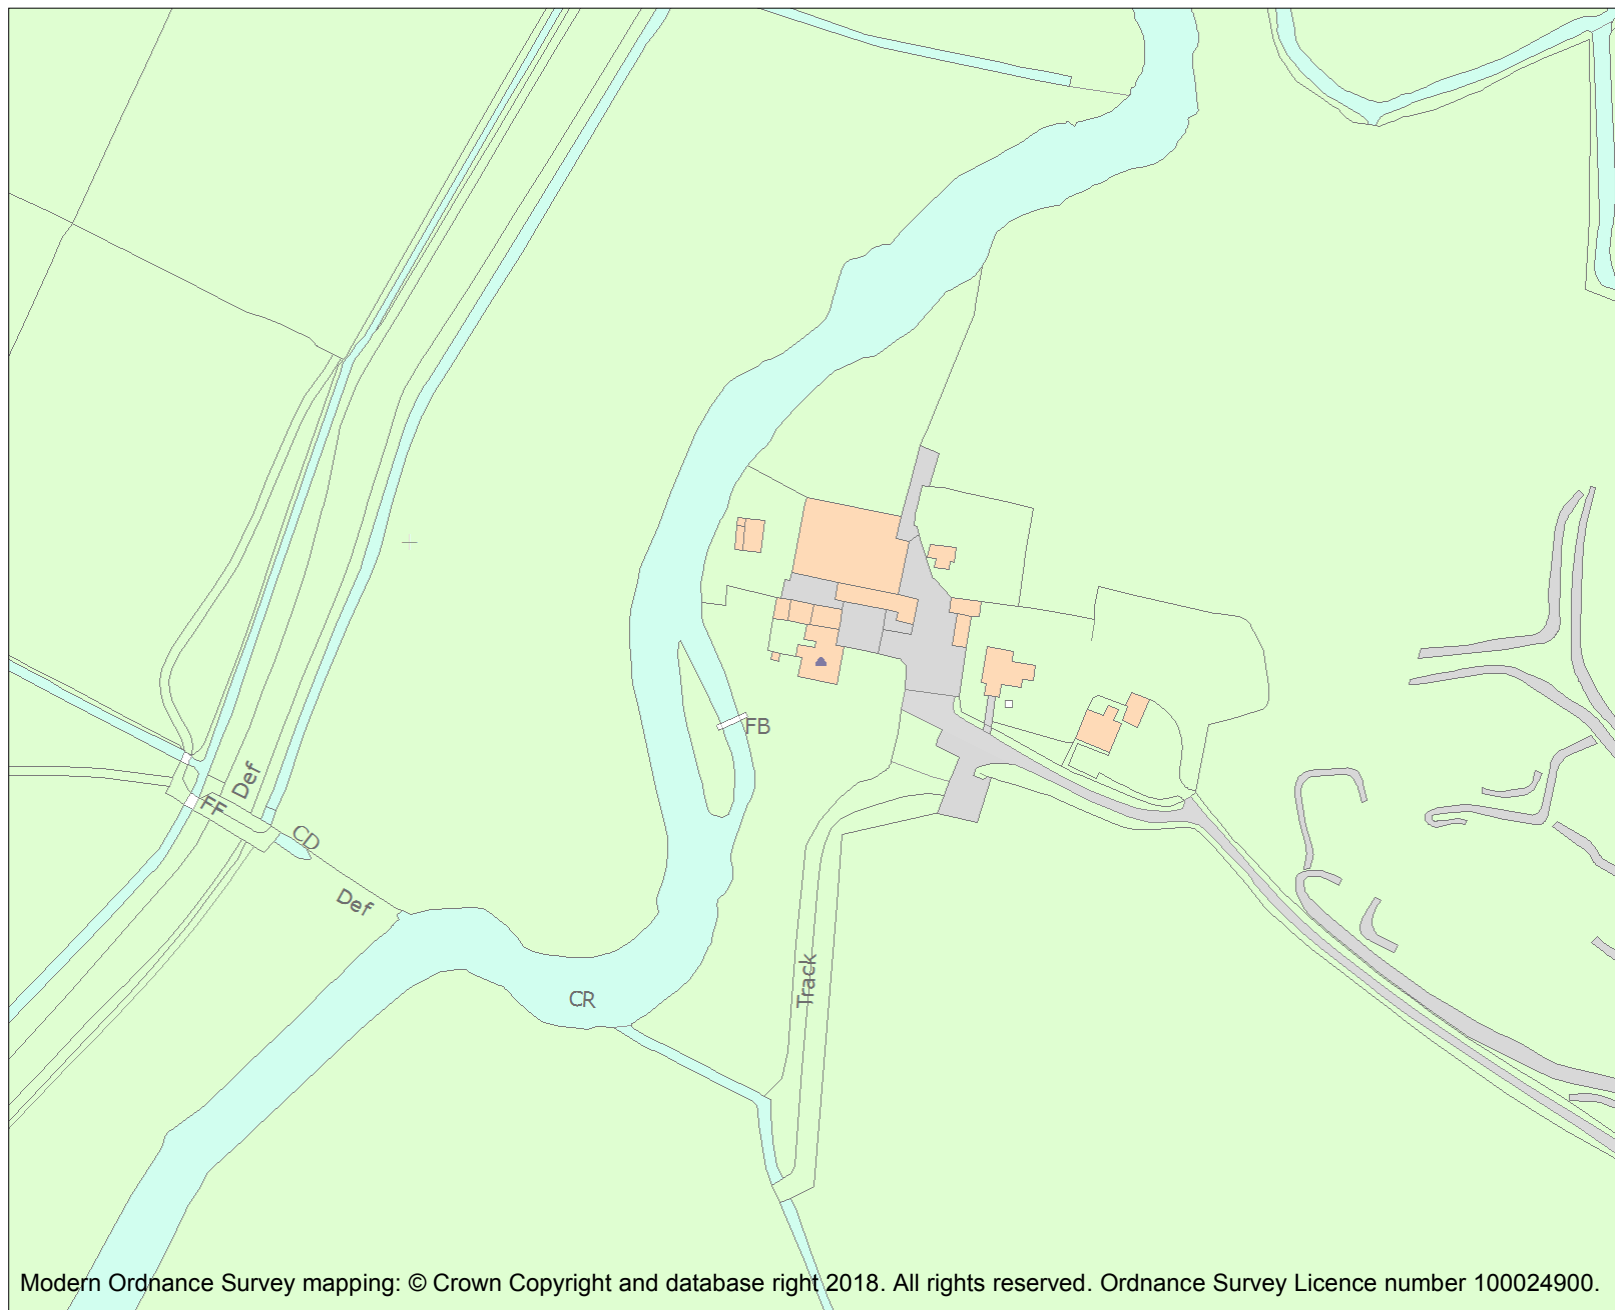 FB
Def
FF
CD
Def
Track
CR
Modern Ordnance Survey mapping: © Crown Copyright and database right 2018. All rights reserved. Ordnance Survey Licence number 100024900.